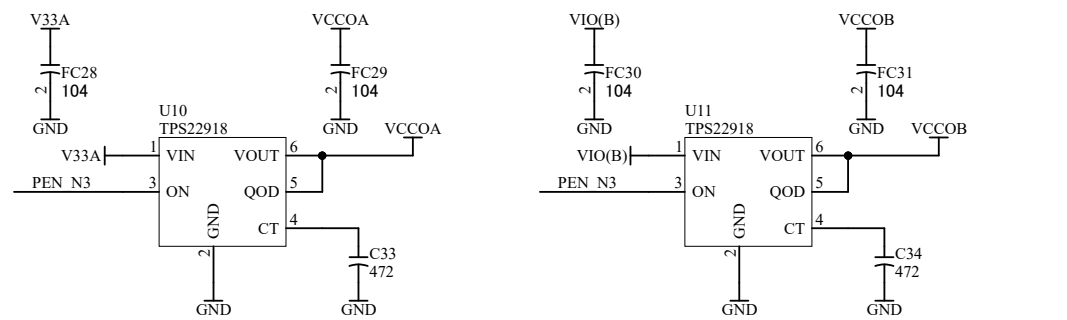 V33A
FC28
2
104
GND
VCCOA
FC29
2
104
GND
U10
TPS22918
VCCOA
V33A
1
VIN
VOUT
6
PEN_N3
3
ON
QOD
5
GND
CT
4
2
GND
C33
472
GND
VIO(B)
FC30
2
104
GND
VCCOB
FC31
2
104
GND
U11
TPS22918
VCCOB
VIO(B)
1
VIN
VOUT
6
PEN_N3
3
ON
QOD
5
GND
CT
4
2
GND
C34
472
GND